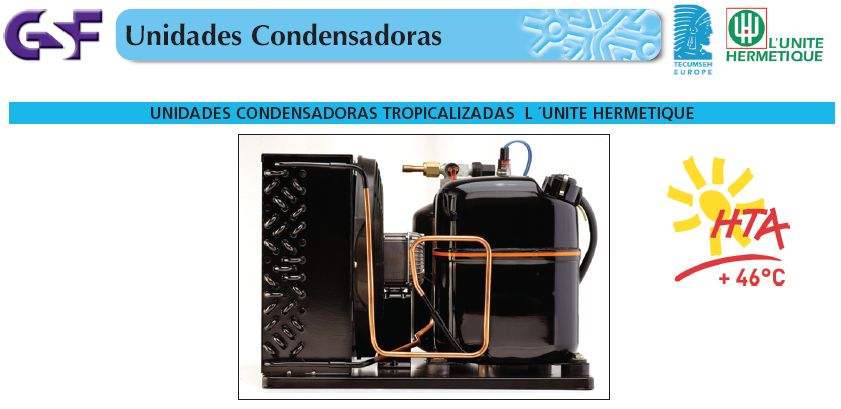 GSF
Unidades Condensadoras
TECUMSEH
EUROPE
L'UNITE
HERMETIQUE
UNIDADES CONDENSADORAS TROPICALIZADAS L ´UNITE HERMETIQUE
HTA
+ 46°C